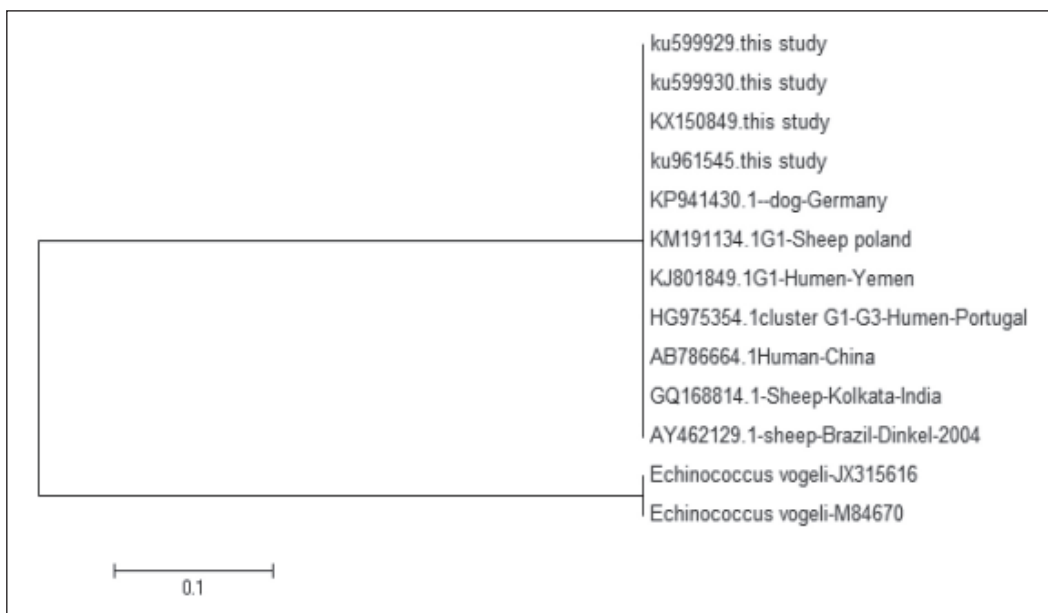 ku599929.this study
ku599930.this study
KX150849.this study
ku961545.this study
KP941430.1--dog-Germany
KM191134.1G1-Sheep poland
KJ801849.1G1-Humen-Yemen
HG975354.1cluster G1-G3-Humen-Portugal
AB786664.1Human-China
GQ168814.1-Sheep-Kolkata-India
AY462129.1-sheep-Brazil-Dinkel-2004
Echinococcus vogeli-JX315616
Echinococcus vogeli-M84670
0.1